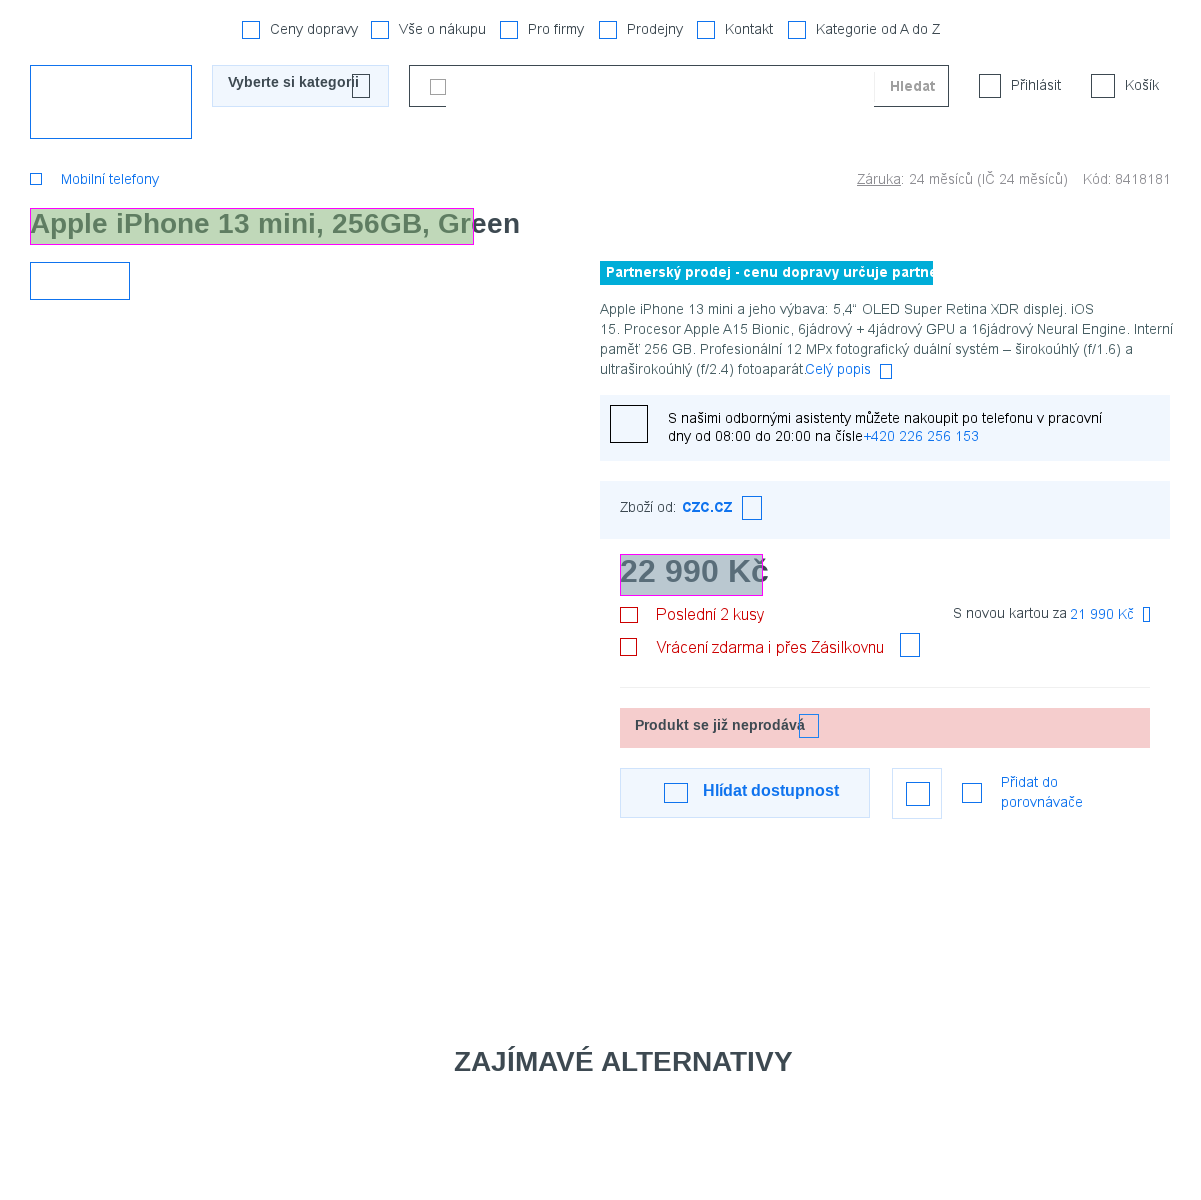 Ceny dopravy Vše o nákupu Pro firmy Prodejny Kontakt Kategorie od A do Z
Vyberte si kategorii Hledat Přihlásit Košík
Mobilní telefony Záruka: 24 měsíců (IČ 24 měsíců) Kód: 8418181
Apple iPhone 13 mini, 256GB, Green
Partnerský prodej - cenu dopravy určuje
Apple iPhone 13 mini a jeho výbava: 5,4“ OLED Super Retina XDR displej. iOS
15. Procesor Apple A15 Bionic, 6jádrový + 4jádrový GPU a 16jádrový Neural Engine. Interní
paměť 256 GB. Profesionální 12 MPx fotografický duální systém – širokoúhlý (f/1.6) a
ultraširokoúhlý (f/2.4) fotoaparát. Celý popis
S našimi odbornými asistenty můžete nakoupit po telefonu v pracovní
dny od 08:00 do 20:00 na čísle +420 226 256 153
Zboží od: czc.cz
22 990 Kč
Poslední 2 kusy S novou kartou za 21 990 Kč
Vrácení zdarma i přes Zásilkovnu
Produkt se již neprodává
Hlídat dostupnost Přidat do
porovnávače
ZAJÍMAVÉ ALTERNATIVY